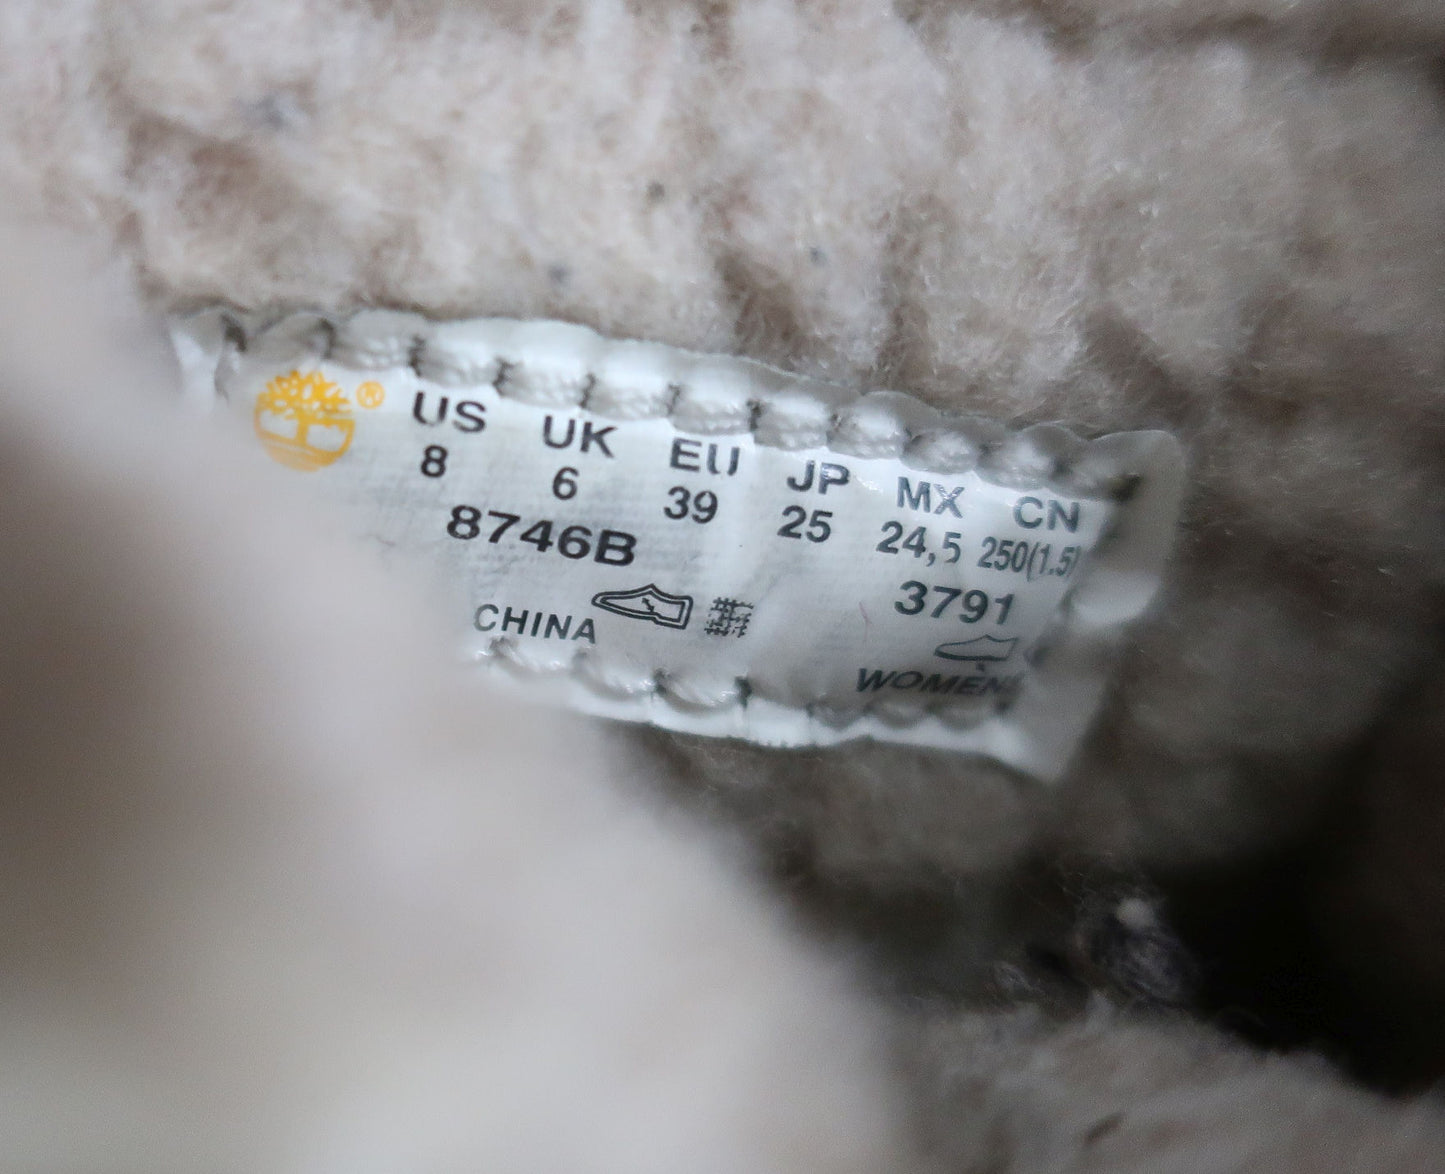 ® US UK EU JP MX CN
8 6 39 25 24,5 250(1.5)
8746B 3791
CHINA
WOMEN